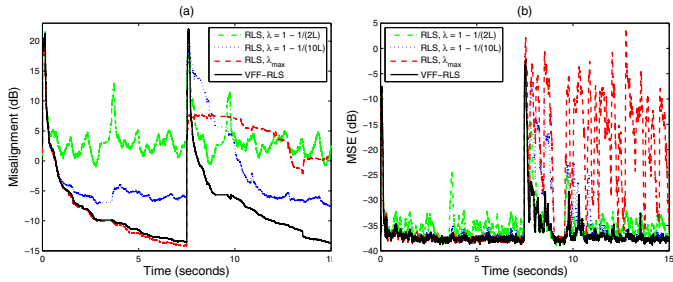 (a)
20
15
10
5
0
−5
−10
−15
0
5
10
15
Misalignment (dB)
Time (seconds)
RLS, λ = 1 − 1/(2L)
RLS, λ = 1 − 1/(10L)
RLS, λmax
VFF−RLS
(b)
5
0
−5
−10
−15
−20
−25
−30
−35
−40
0
5
10
15
MSE (dB)
Time (seconds)
RLS, λ = 1 − 1/(2L)
RLS, λ = 1 − 1/(10L)
RLS, λmax
VFF−RLS